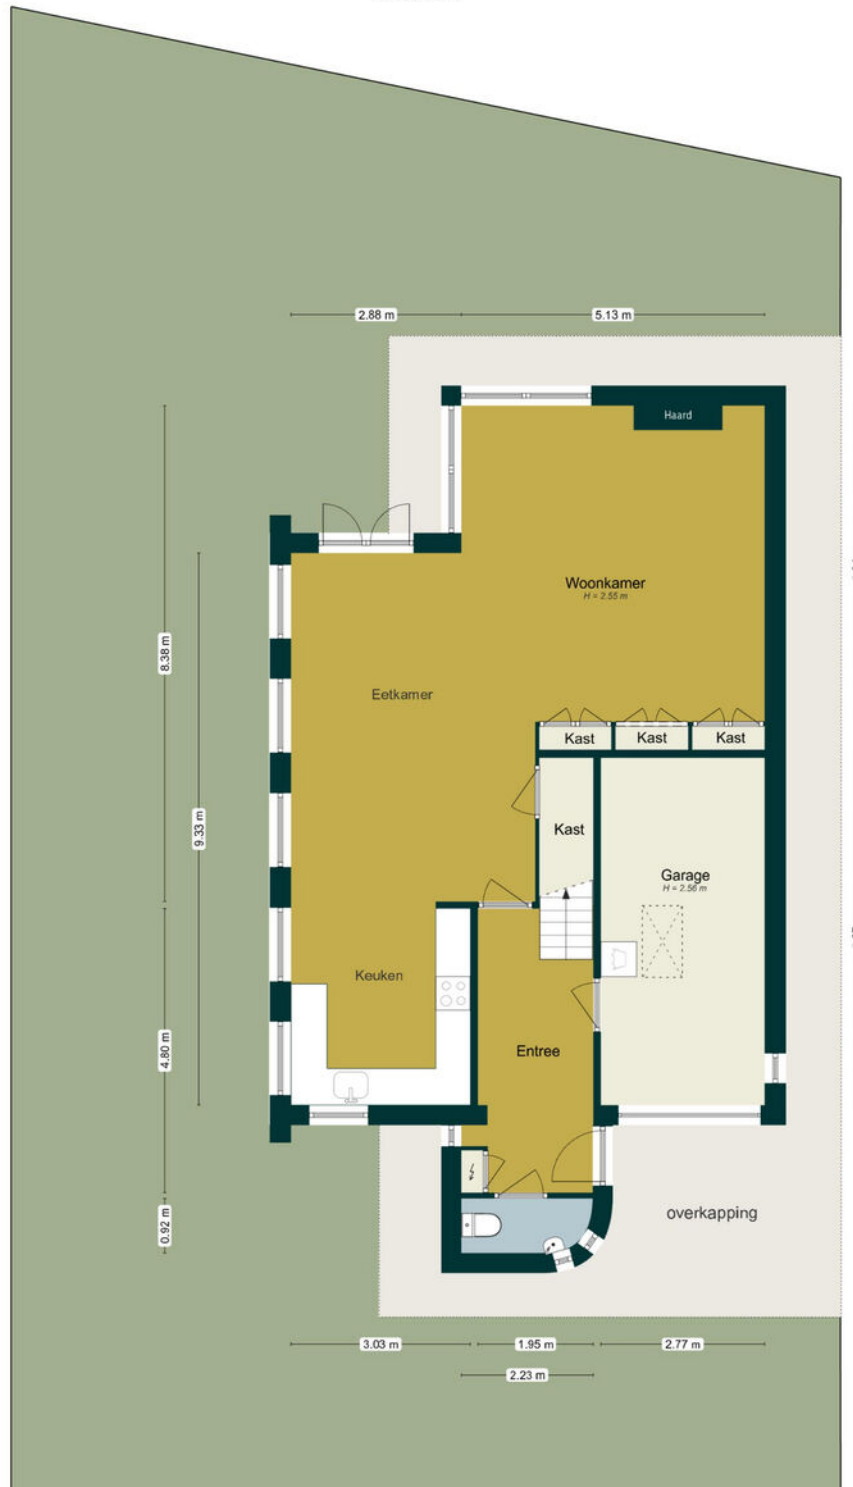 2.88 m
5.13 m
Haard
Woonkamer
H = 2.55 m
8.38 m
Eetkamer
Kast
Kast
Kast
9.33 m
Kast
Garage
H = 2.56 m
Keuken
4.80 m
Entree
0.92 m
overkapping
3.03 m
1.95 m
2.77 m
2.23 m